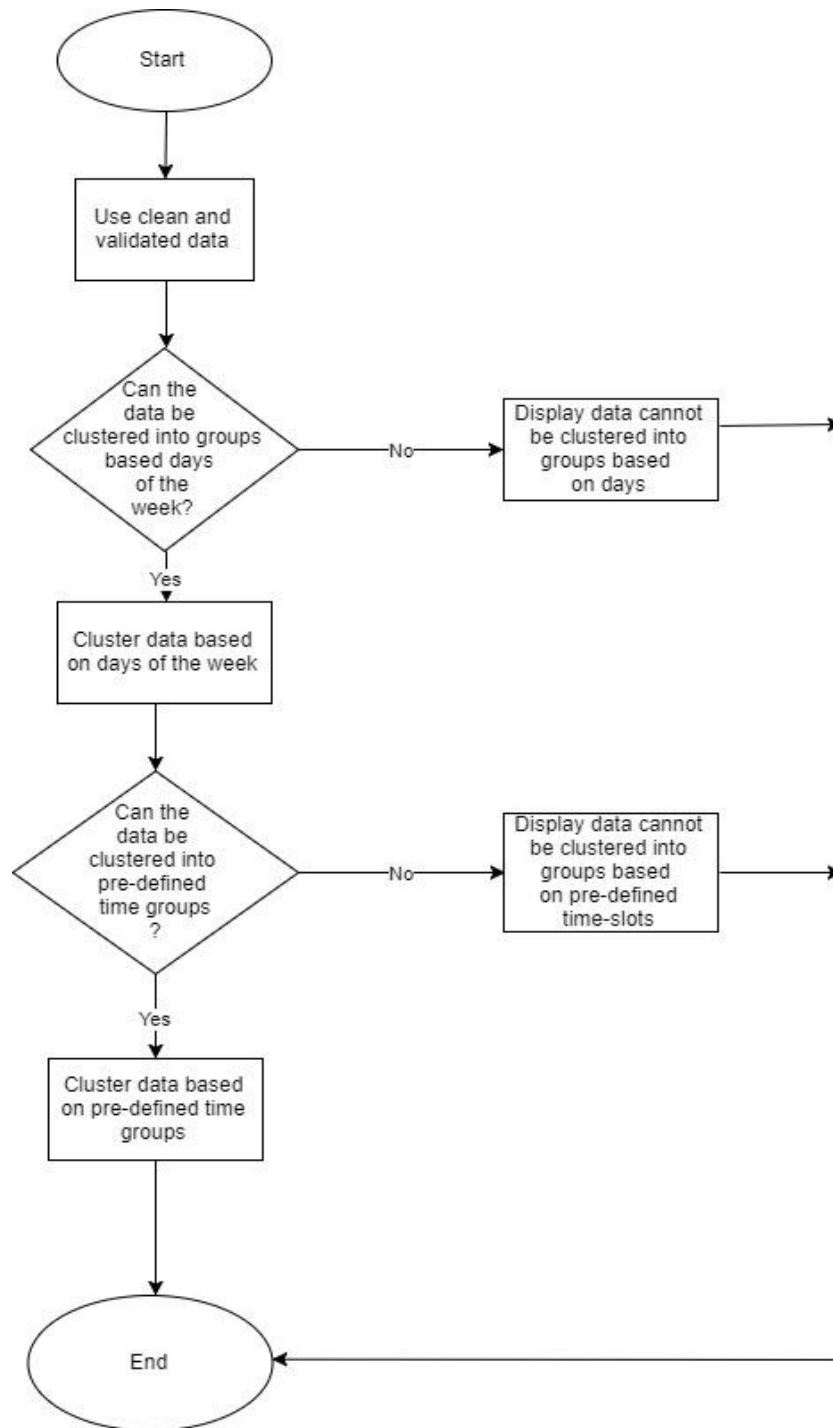 Start
Use clean and
validated data
Can the
data be
clustered into groups
based days
of the
week?
No
Display data cannot
be clustered into
groups based
on days
Yes
Cluster data based
on days of the week
Can the
data be
clustered into
pre-defined
time groups
?
No
Display data cannot
be clustered into
groups based
on pre-defined
time-slots
Yes
Cluster data based
on pre-defined time
groups
End